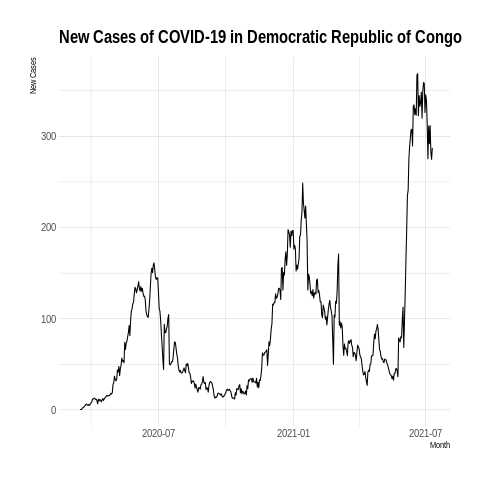 New Cases of COVID-19 in Democratic Republic of Congo
New Cases
300
200
100
0
2020-07
2021-01
2021-07
Month